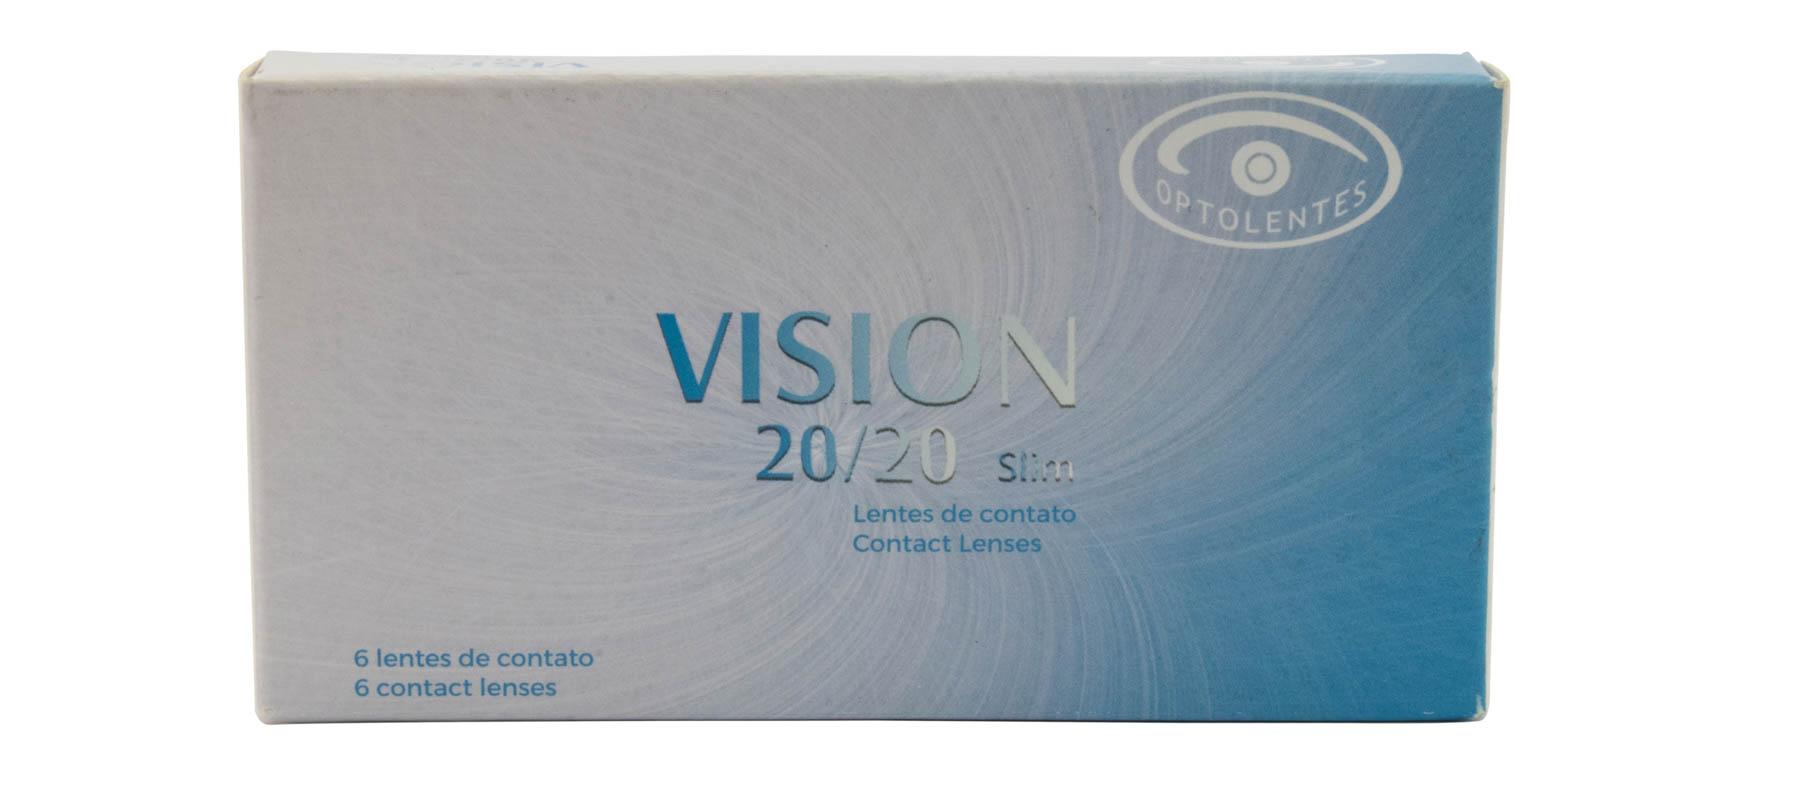 OPTOLENTES
VISION
20/20 Slim
Lentes de contato
Contact Lenses
6 lentes de contato
6 contact lenses